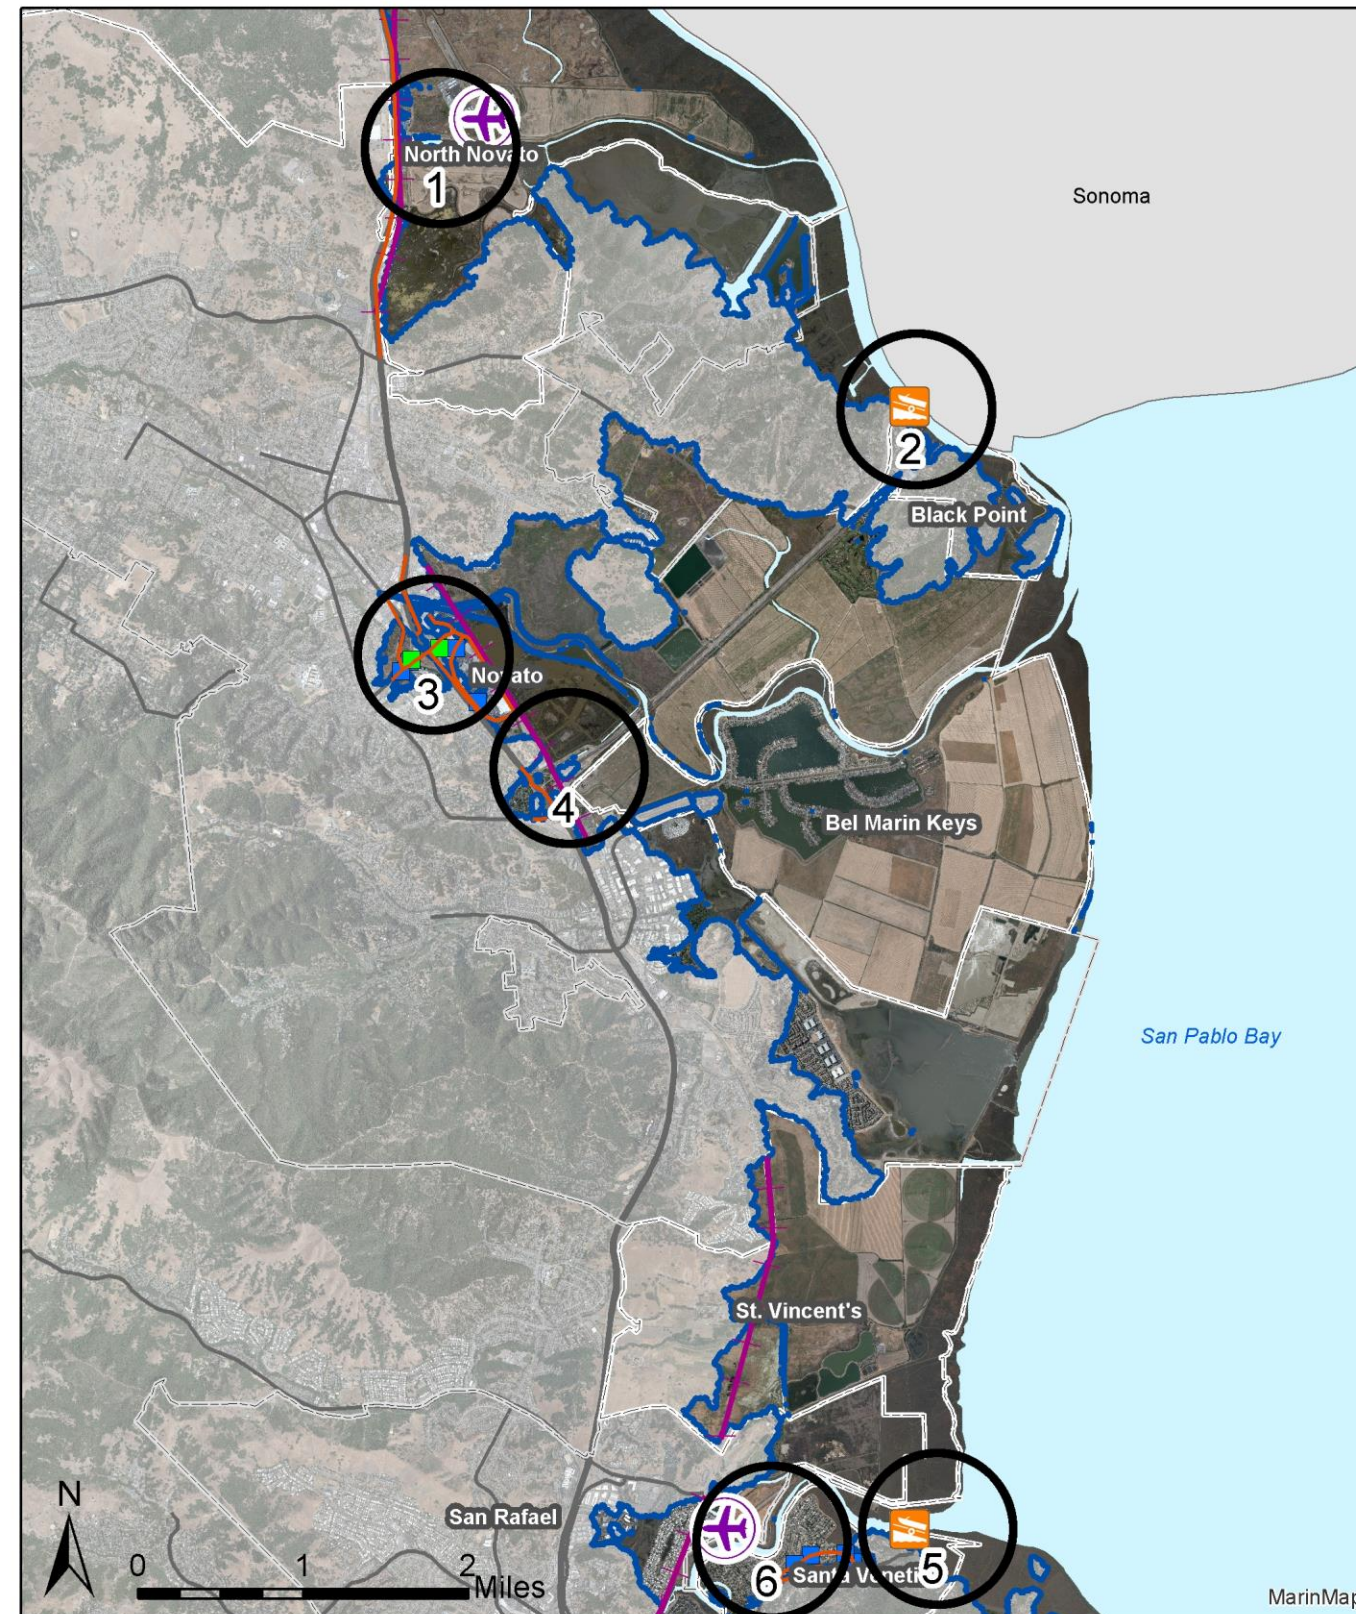 North Novato
1
Sonoma
2
Black Point
Novato
3
4
Bel Marin Keys
San Pablo Bay
St. Vincent's
N
San Rafael
0 1 2 Miles
6
Santa Veneti
5
MarinMap